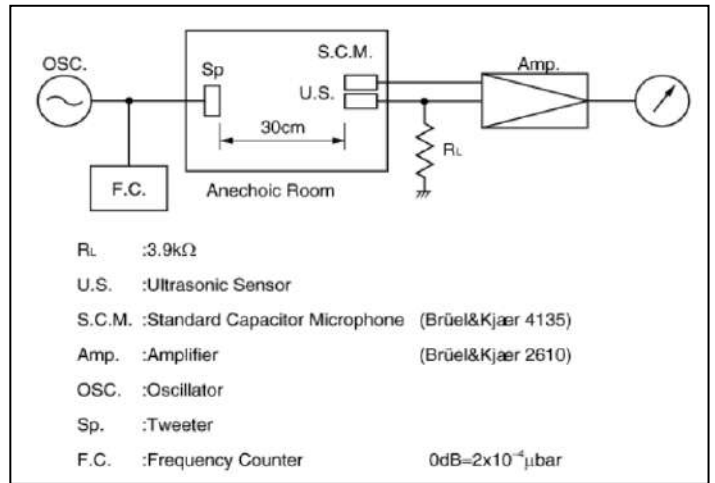 OSC.
Sp
S.C.M.
U.S.
Amp.
30cm
RL
F.C.
Anechoic Room
RL :3.9kΩ
U.S. :Ultrasonic Sensor
S.C.M. :Standard Capacitor Microphone (Brüel&Kjær 4135)
Amp. :Amplifier (Brüel&Kjær 2610)
OSC. :Oscillator
Sp. :Tweeter
F.C. :Frequency Counter 0dB=2x10⁻⁴μbar